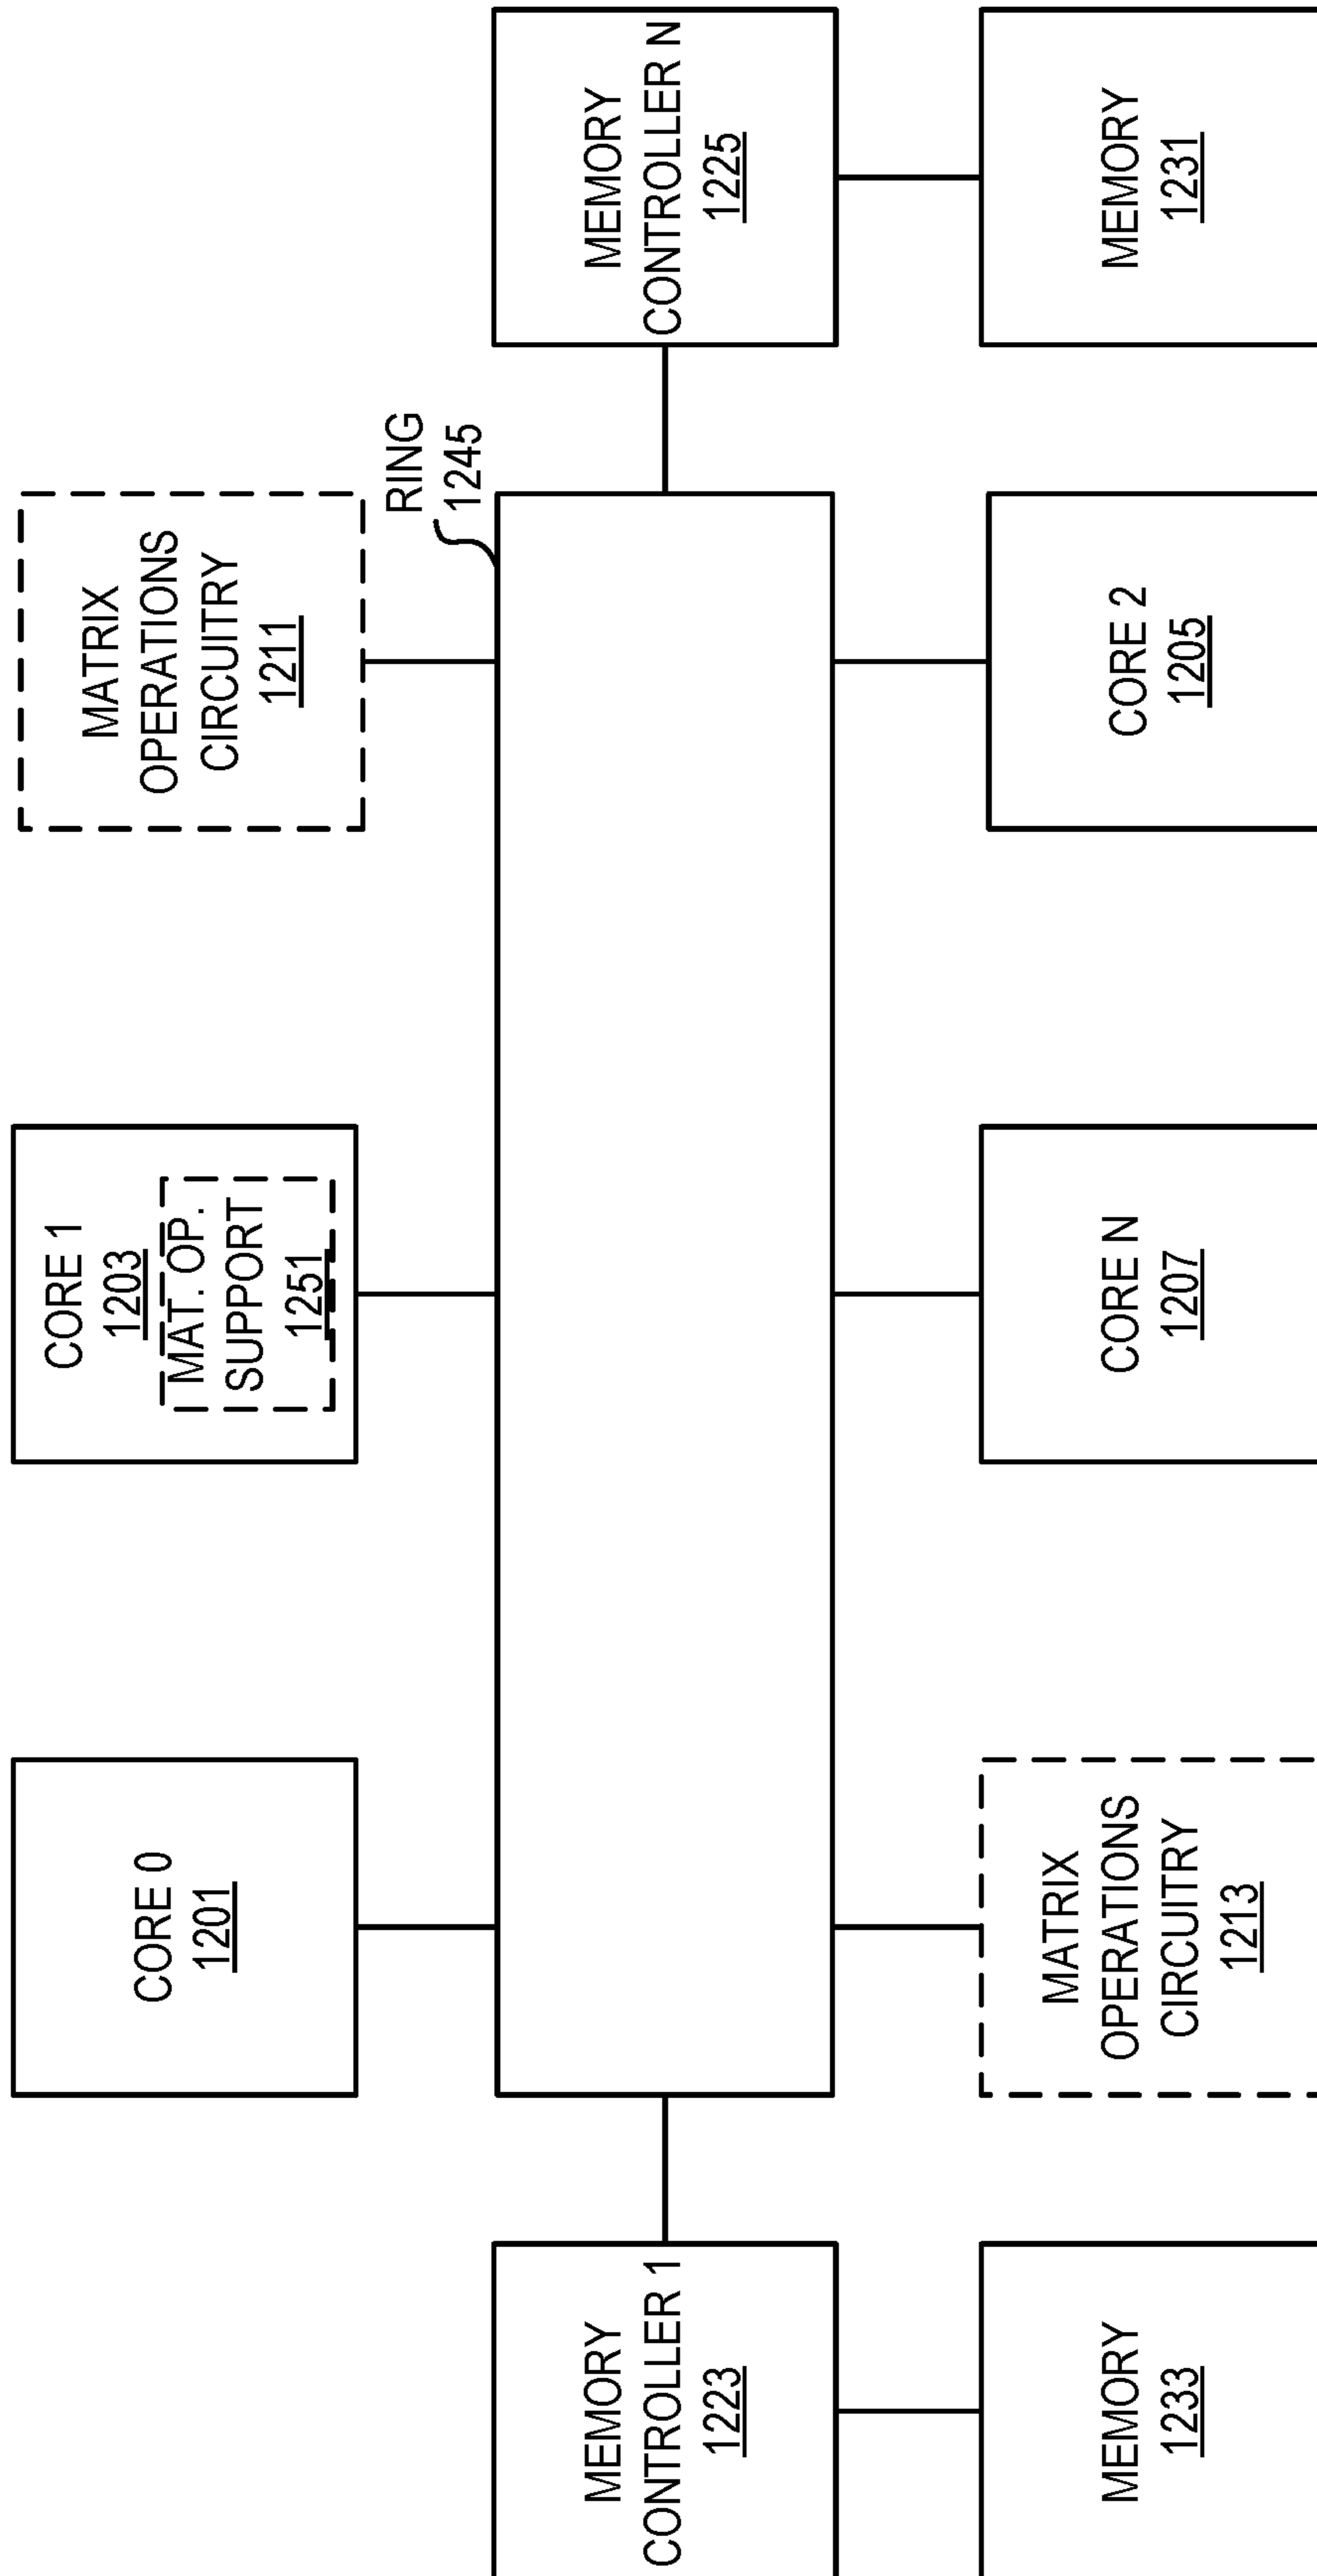 CORE 0
1201
CORE 1
1203
MAT. OP.
SUPPORT
1251
MATRIX
OPERATIONS
CIRCUITRY
1211
RING
1245
MEMORY
CONTROLLER 1
1223
MEMORY
CONTROLLER N
1225
MEMORY
1233
MATRIX
OPERATIONS
CIRCUITRY
1213
CORE N
1207
CORE 2
1205
MEMORY
1231